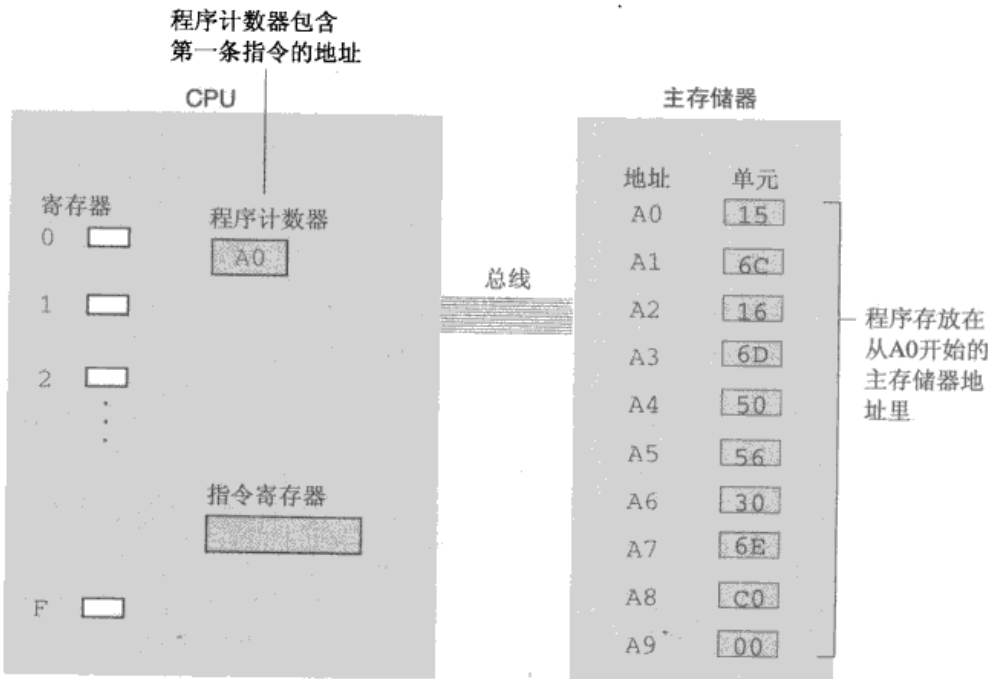 程序计数器包含
第一条指令的地址
CPU
主存储器
寄存器
0
1
2
F
程序计数器
A0
指令寄存器
总线
地址 单元
A0 15
A1 6C
A2 16
A3 6D
A4 50
A5 56
A6 30
A7 6E
A8 C0
A9 00
程序存放在
从A0开始的
主存储器地
址里